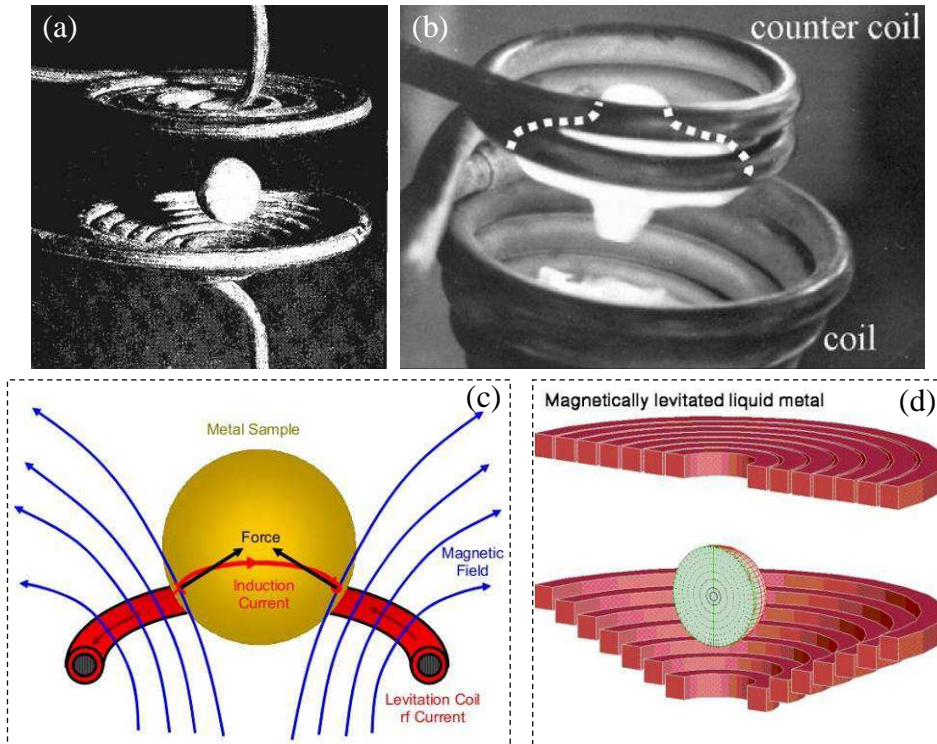 (a)
(b)
counter coil
coil
(c)
Metal Sample
Force
Induction
Current
Magnetic
Field
Levitation Coil
rf Current
(d)
Magnetically levitated liquid metal